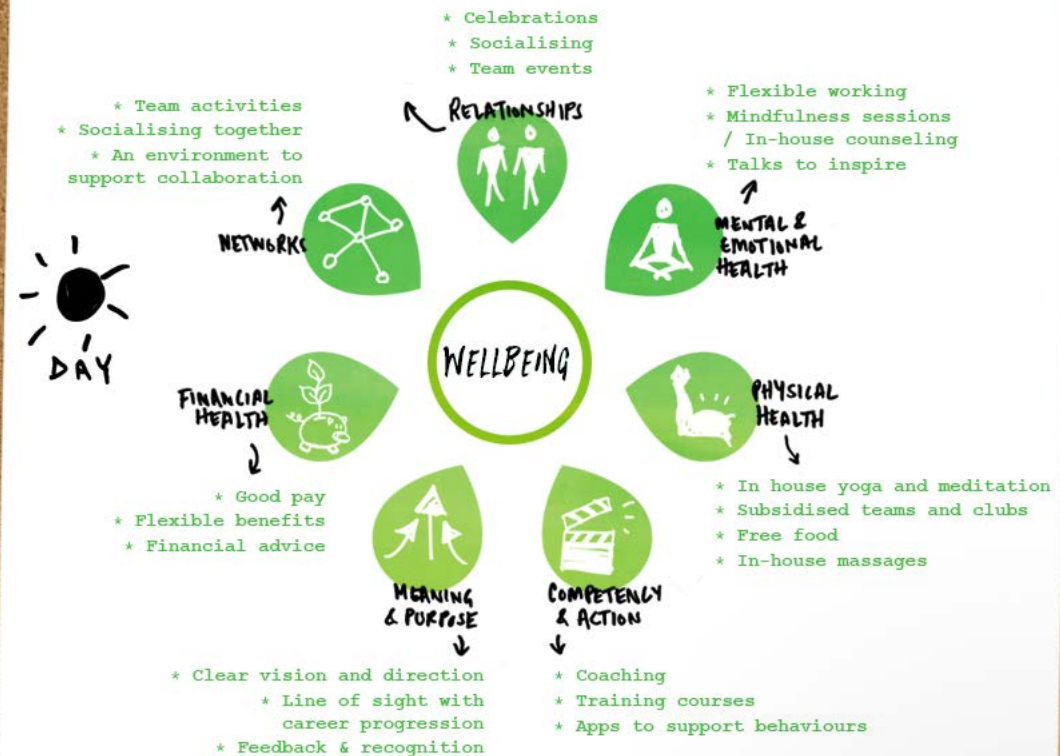 * Celebrations
* Socialising
* Team events
RELATIONSHIPS
* Flexible working
* Mindfulness sessions
/ In-house counseling
* Talks to inspire
MENTAL &
EMOTIONAL
HEALTH
* Team activities
* Socialising together
* An environment to
support collaboration
NETWORKS
DAY
WELLBEING
FINANCIAL
HEALTH
* Good pay
* Flexible benefits
* Financial advice
PHYSICAL
HEALTH
* In house yoga and meditation
* Subsidised teams and clubs
* Free food
* In-house massages
MEANING
& PURPOSE
* Clear vision and direction
* Line of sight with
career progression
* Feedback & recognition
COMPETENCY
& ACTION
* Coaching
* Training courses
* Apps to support behaviours